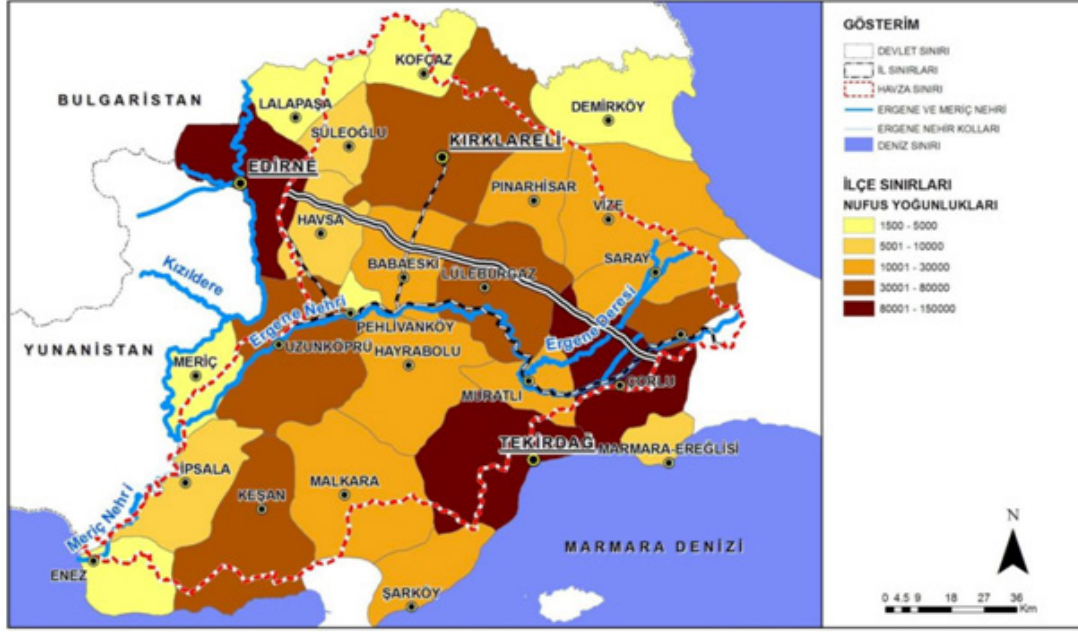 BULGARİSTAN
KOFÇAZ
LALAPAŞA
DEMİRKÖY
SÜLEOĞLU
KIRKLARELİ
EDİRNE
PINARHİSAR
VİZE
HAVSA
BABAESKİ
LÜLEBURGAZ
SARAY
Kızıldere
Ergene Nehri
Ergene Deresi
YUNANİSTAN
PEHLİVANKÖY
UZUNKÖPRÜ
HAYRABOLU
MERİÇ
MURATLI
ÇORLU
TEKİRDAĞ
MARMARA-EREĞLİSİ
İPSALA
MALKARA
KEŞAN
Meriç Nehri
MARMARA DENİZİ
ENEZ
ŞARKÖY
GÖSTERİM
DEVLET SINIRI
İL SINIRLARI
HAVZA SINIRI
ERGENE VE MERİÇ NEHRİ
ERGENE NEHİR KOLLARI
DENİZ SINIRI
İLÇE SINIRLARI
NUFUS YOĞUNLUKLARI
1500 - 5000
5001 - 10000
10001 - 30000
30001 - 80000
80001 - 150000
N
0 4.5 9 18 27 36
Km